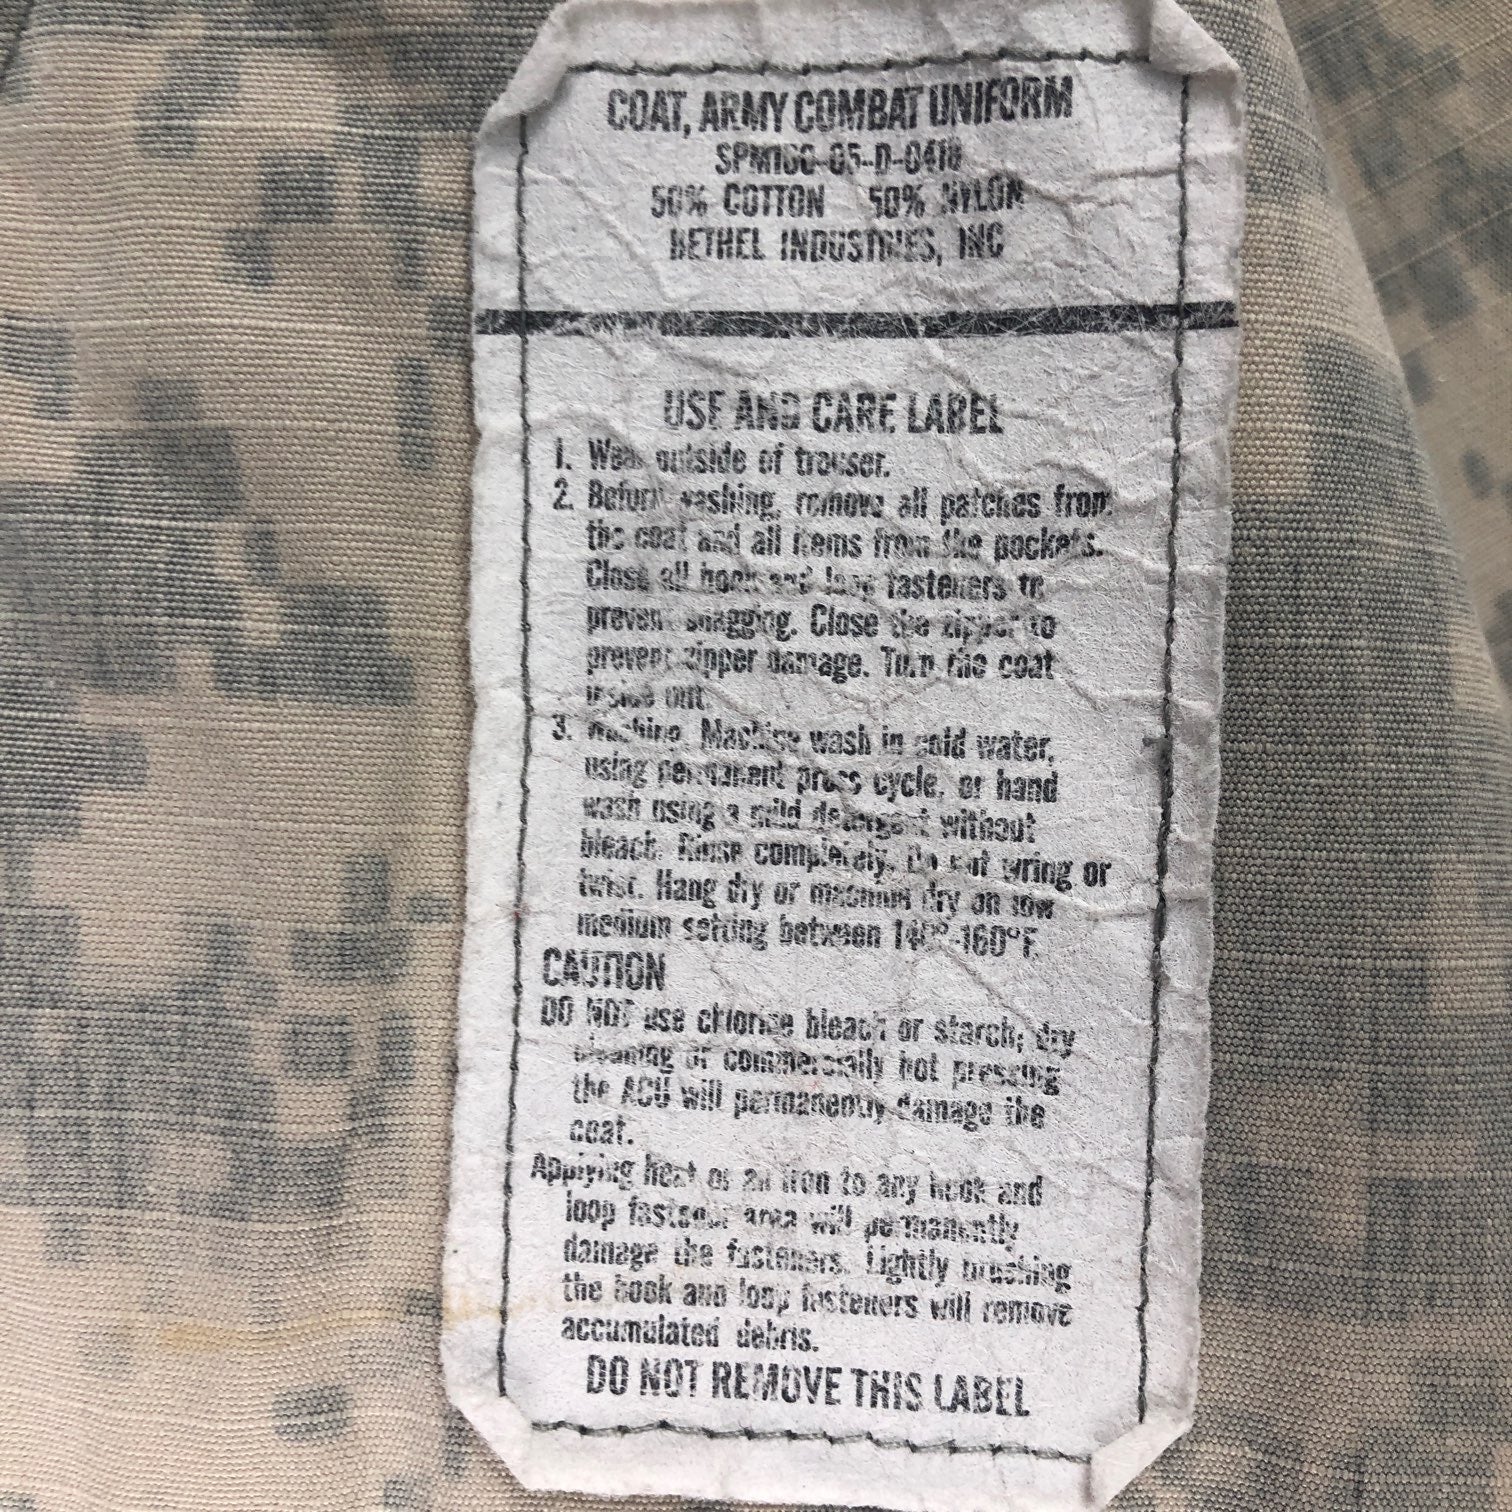 COAT, ARMY COMBAT UNIFORM
SPM1C0-05-D-0410
50% COTTON 50% NYLON
BETHEL INDUSTRIES, INC
USE AND CARE LABEL
1. Wear outside of trouser.
2. Before washing, remove all patches from
the coat and all items from the pockets.
Close all hook and loop fasteners to
prevent snagging. Close the zipper to
prevent zipper damage. Turn the coat
inside out.
3. Machine: Machine wash in cold water,
using permanent press cycle, or hand
wash using a mild detergent without
bleach. Rinse completely. Do not wring or
twist. Hang dry or machine dry on low
medium setting between 140°-160°F.
CAUTION
DO NOT use chlorine bleach or starch; dry
cleaning or commercially hot pressing
the ACU will permanently damage the
coat.
Applying heat or an iron to any hook and
loop fastener area will permanently
damage the fasteners. Lightly brushing
the hook and loop fasteners will remove
accumulated debris.
DO NOT REMOVE THIS LABEL